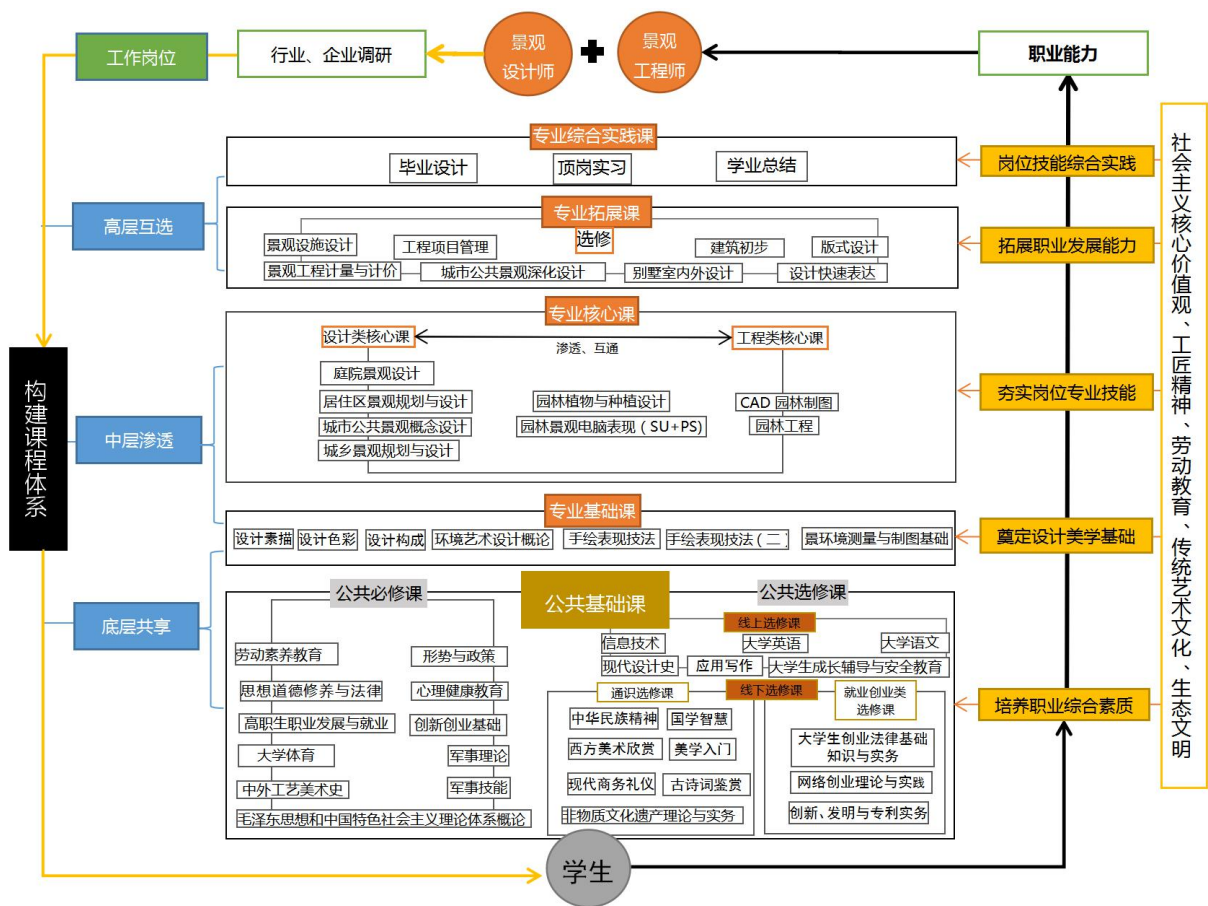 工作岗位
行业、企业调研
景观
设计师
景观
工程师
职业能力
专业综合实践课
毕业设计
顶岗实习
学业总结
岗位技能综合实践
高层互选
专业拓展课
选修
景观设施设计
工程项目管理
建筑初步
版式设计
景观工程计量与计价
城市公共景观深化设计
别墅室内外设计
设计快速表达
拓展职业发展能力
专业核心课
设计类核心课
渗透、互通
工程类核心课
庭院景观设计
居住区景观规划与设计
城市公共景观概念设计
城乡景观规划与设计
园林植物与种植设计
园林景观电脑表现（SU+PS)
CAD 园林制图
园林工程
夯实岗位专业技能
构建课程体系
中层渗透
专业基础课
设计素描
设计色彩
设计构成
环境艺术设计概论
手绘表现技法
手绘表现技法（二）
景环境测量与制图基础
奠定设计美学基础
底层共享
公共必修课
公共基础课
公共选修课
劳动素养教育
形势与政策
思想道德修养与法律
心理健康教育
高职生职业发展与就业
创新创业基础
大学体育
军事理论
中外工艺美术史
军事技能
毛泽东思想和中国特色社会主义理论体系概论
线上选修课
信息技术
大学英语
大学语文
现代设计史
应用写作
大学生成长辅导与安全教育
通识选修课
线下选修课
就业创业类
选修课
中华民族精神
国学智慧
西方美术欣赏
美学入门
现代商务礼仪
古诗词鉴赏
非物质文化遗产理论与实务
大学生创业法律基础
知识与实务
网络创业理论与实践
创新、发明与专利实务
培养职业综合素质
社会主义核心价值观、工匠精神、劳动教育、传统艺术文化、生态文明
学生